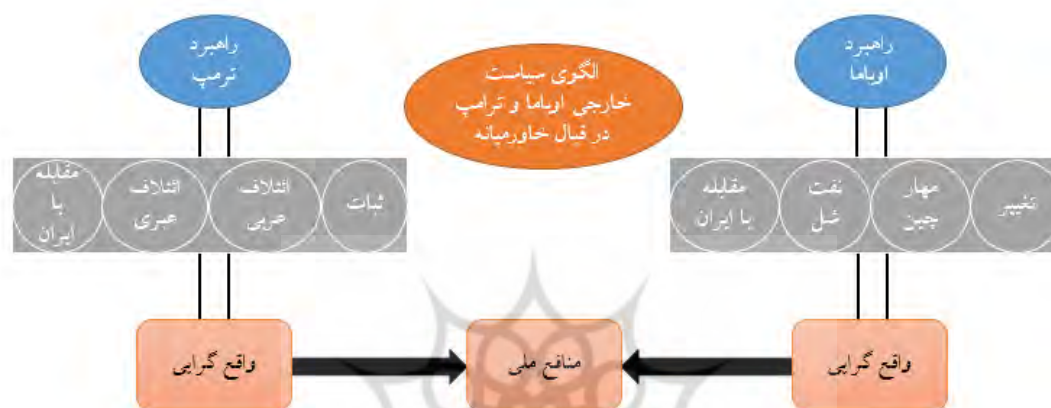 راهبرد
اوباما
الگوی سیاست
خارجی اوباما و ترامپ
در قبال خاورمیانه
راهبرد
ترمپ
تغییر
مهار
چین
نفت
شل
مقابله
با ایران
ثبات
ائتلاف
عربی
ائتلاف
عبری
مقابله
با
ایران
واقع گرایی
منافع ملی
واقع گرایی